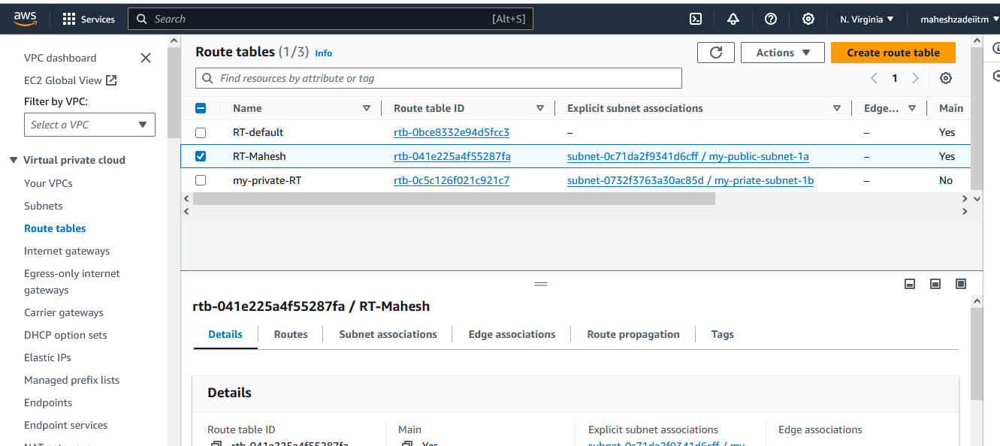 aws Services Search [Alt+S] N. Virginia maheshzadeiitm
VPC dashboard
EC2 Global View
Filter by VPC:
Select a VPC
Virtual private cloud
Your VPCs
Subnets
Route tables
Internet gateways
Egress-only internet
gateways
Carrier gateways
DHCP option sets
Elastic IPs
Managed prefix lists
Endpoints
Endpoint services
Route tables (1/3) Info Actions Create route table
Find resources by attribute or tag 1
Name Route table ID Explicit subnet associations Edge... Main
RT-default rtb-0bce8332e94d5fcc3 – – Yes
RT-Mahesh rtb-041e225a4f55287fa subnet-0c71da2f9341d6cff / my-public-subnet-1a – Yes
my-private-RT rtb-0c5c126f021c921c7 subnet-0732f3763a30ac85d / my-priate-subnet-1b – No
rtb-041e225a4f55287fa / RT-Mahesh
Details Routes Subnet associations Edge associations Route propagation Tags
Details
Route table ID Main Explicit subnet associations Edge associations
rtb-041e225a4f55287fa Yes subnet-0c71da2f9341d6cff / my-